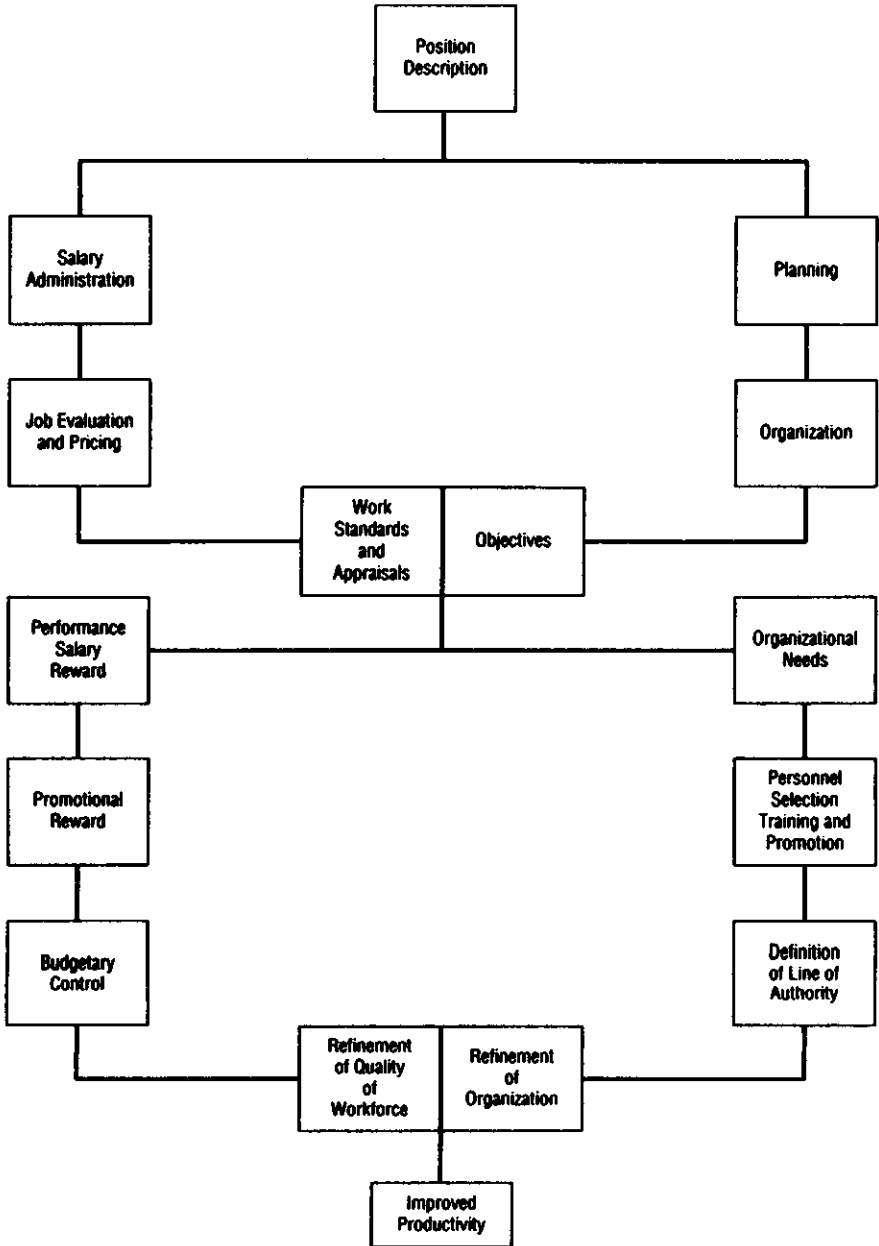 Position
Description
Salary
Administration
Planning
Job Evaluation
and Pricing
Organization
Work
Standards
and
Appraisals
Objectives
Performance
Salary
Reward
Organizational
Needs
Promotional
Reward
Personnel
Selection
Training and
Promotion
Budgetary
Control
Definition
of Line of
Authority
Refinement
of Quality
of
Workforce
Refinement
of
Organization
Improved
Productivity